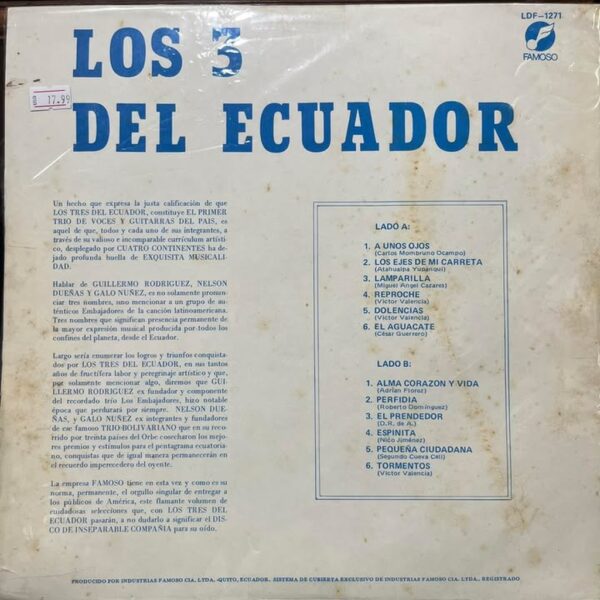 LDF-1271
FAMOSO
LOS 3
DEL ECUADOR
17.99
Un hecho que expresa la justa calificación de que
LOS TRES DEL ECUADOR, constituye EL PRIMER
TRIO DE VOCES Y GUITARRAS DEL PAIS, es
aquel de que, todos y cada uno de sus integrantes, a
través de su valioso e incomparable currículum artísti-
co, desplegado por CUATRO CONTINENTES ha de-
jado profunda huella de EXQUISITA MUSICALI-
DAD.
Hablar de GUILLERMO RODRIGUEZ, NELSON
DUEÑAS Y GALO NUÑEZ, es no solamente promo-
nciar tres nombres, sino mencionar a un grupo de au-
ténticos Embajadores de la canción latinoamericana.
Tres nombres que significan presencia permanente de
la mayor expresión musical producida por todos los
confines del planeta, desde el Ecuador.
Largo sería enumerar los logros y triunfos conquista-
dos por LOS TRES DEL ECUADOR, en sus tantos
años de fructífera labor y peregrinaje artístico y que,
por solamente mencionar algo, diremos que GUI-
LLERMO RODRIGUEZ ex fundador y componente
del recordado trío Los Embajadores, hizo notable
época que perdurará por siempre. NELSON DUE-
ÑAS, y GALO NUÑEZ ex integrantes y fundadores
de ese famoso TRIO-BOLIVARIANO que en su reco-
rrido por treinta países del Orbe cosecharon los mejo-
res premios y estímulos para el pentagrama ecuatoria-
no, conquistas que de igual manera permanecerán en
el recuerdo imperecedero del oyente.
La empresa FAMOSO tiene en esta vez y como es su
norma, permanente, el orgullo singular de entregar a
los públicos de América, este flamante volumen de
cuidadosas selecciones que, con LOS TRES DEL
ECUADOR pasarán, a no dudarlo a significar el DIS-
CO DE INSEPARABLE COMPAÑIA para su oído.
LADO A:
1. A UNOS OJOS
(Carlos Mombruno Ocampo)
2. LOS EJES DE MI CARRETA
(Atahualpa Yupanqui)
3. LAMPARILLA
(Miguel Angel Cazares)
4. REPROCHE
(Victor Valencia)
5. DOLENCIAS
(Victor Valencia)
6. EL AGUACATE
(César Guerrero)
LADO B:
1. ALMA CORAZON Y VIDA
(Adrian Floroz)
2. PERFIDIA
(Roberto Domínguez)
3. EL PRENDEDOR
(D.R. de A.)
4. ESPINITA
(Nico Jiménez)
5. PEQUEÑA CIUDADANA
(Segundo Cueva Celi)
6. TORMENTOS
(Victor Valencia)
PRODUCIDO POR INDUSTRIAS FAMOSO CIA. LTDA. -QUITO, ECUADOR. SISTEMA DE CUBIERTA EXCLUSIVO DE INDUSTRIAS FAMOSO CIA. LTDA., REGISTRADO